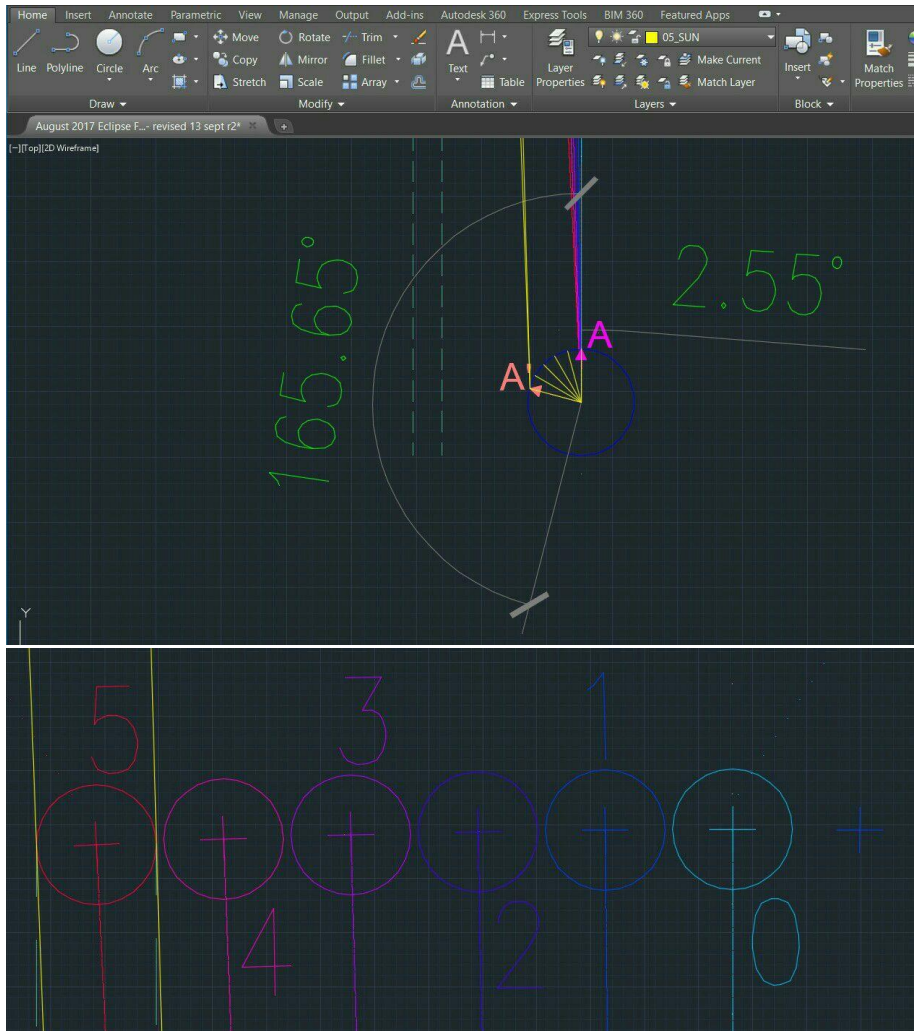 Home Insert Annotate Parametric View Manage Output Add-ins Autodesk 360 Express Tools BIM 360 Featured Apps
Line Polyline Circle Arc
Move Rotate Trim
Copy Mirror Fillet
Stretch Scale Array
Text
Table
Layer Properties
05_SUN
Make Current
Match Layer
Insert
Match Properties
Draw Modify Annotation Layers Block
August 2017 Eclipse F...- revised 13 sept r2*
[−][Top][2D Wireframe]
165.65°
2.55°
A
A
Y
5 3 1
4 2 0